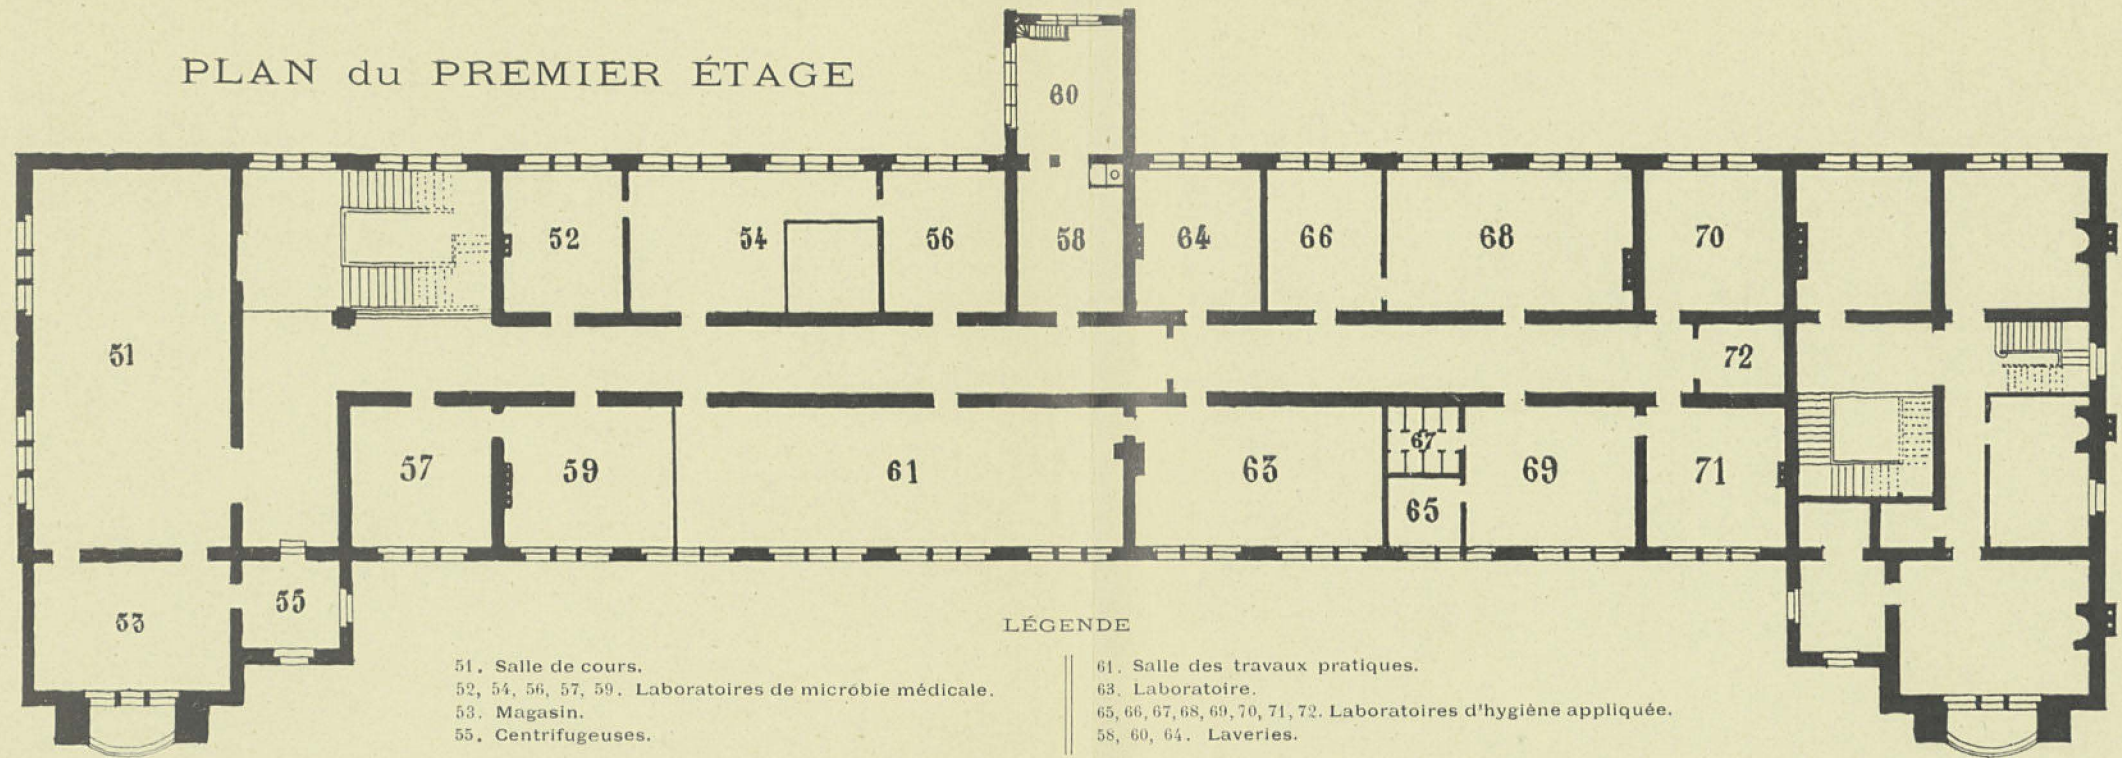 PLAN du PREMIER ÉTAGE
60
52
54
56
58
64
66
68
70
51
72
57
59
61
63
67
65
69
71
53
55
LÉGENDE
51. Salle de cours.
52, 54, 56, 57, 59. Laboratoires de microbie médicale.
53. Magasin.
55. Centrifugeuses.
61. Salle des travaux pratiques.
63. Laboratoire.
65, 66, 67, 68, 69, 70, 71, 72. Laboratoires d'hygiène appliquée.
58, 60, 64. Laveries.